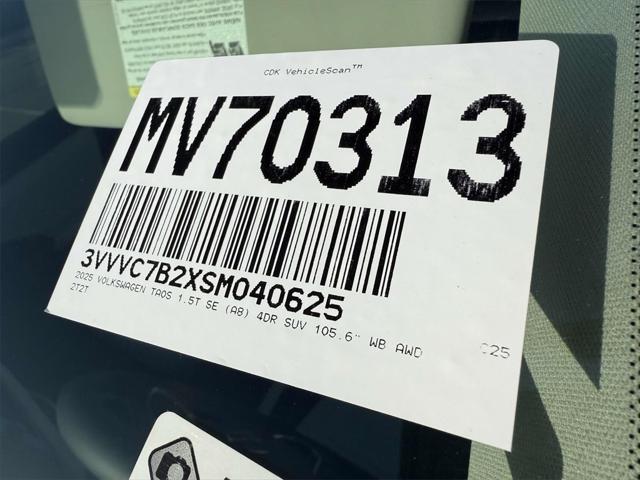 CDK VehicleScan™
MV70313
3VVVC7B2XSM040625
2025 VOLKSWAGEN TAOS 1.5T SE (A8) 4DR SUV 105.6" WB AWD
2T2T
C25